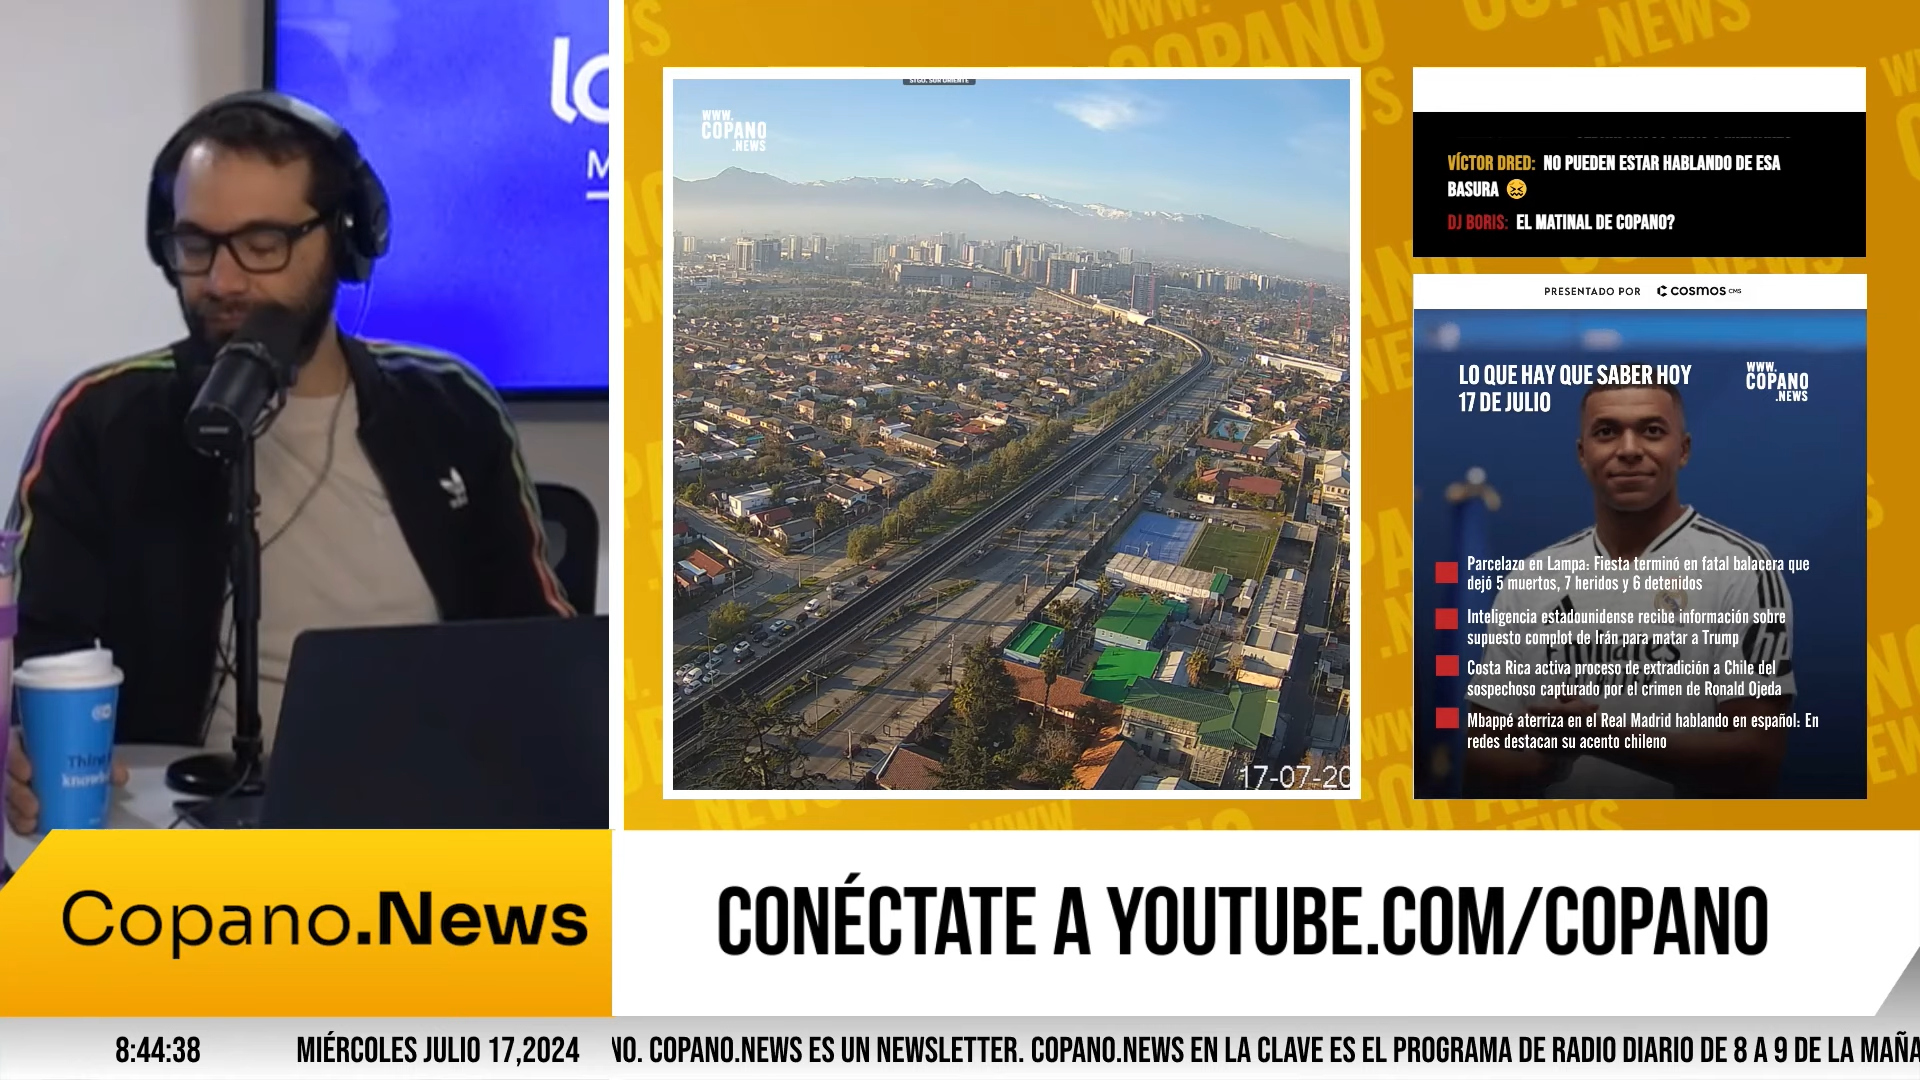 STGO. SUR ORIENTE
WWW.
COPANO
.NEWS
17-07-20
VÍCTOR DRED: NO PUEDEN ESTAR HABLANDO DE ESA
BASURA 😖
DJ BORIS: EL MATINAL DE COPANO?
PRESENTADO POR COSMOS CMS
LO QUE HAY QUE SABER HOY
17 DE JULIO
WWW.
COPANO
.NEWS
Parcelazo en Lampa: Fiesta terminó en fatal balacera que
dejó 5 muertos, 7 heridos y 6 detenidos
Inteligencia estadounidense recibe información sobre
supuesto complot de Irán para matar a Trump
Costa Rica activa proceso de extradición a Chile del
sospechoso capturado por el crimen de Ronald Ojeda
Mbappé aterriza en el Real Madrid hablando en español: En
redes destacan su acento chileno
Copano.News
CONÉCTATE A YOUTUBE.COM/COPANO
8:44:38
MIÉRCOLES JULIO 17,2024
NO. COPANO.NEWS ES UN NEWSLETTER. COPANO.NEWS EN LA CLAVE ES EL PROGRAMA DE RADIO DIARIO DE 8 A 9 DE LA MAÑA